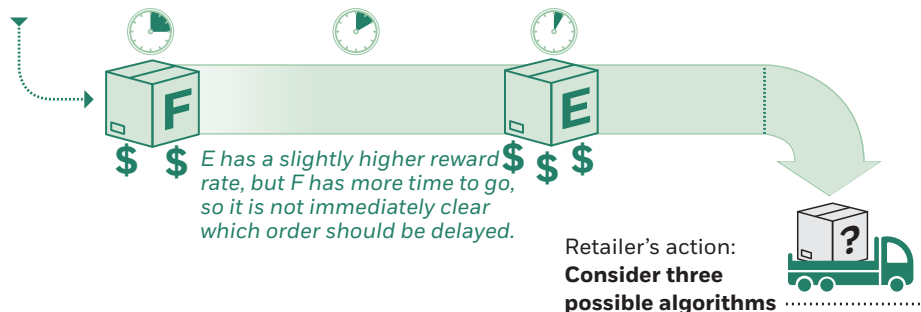 F
E
$ $
$ $ $
E has a slightly higher reward
rate, but F has more time to go,
so it is not immediately clear
which order should be delayed.
?
Retailer’s action:
Consider three
possible algorithms